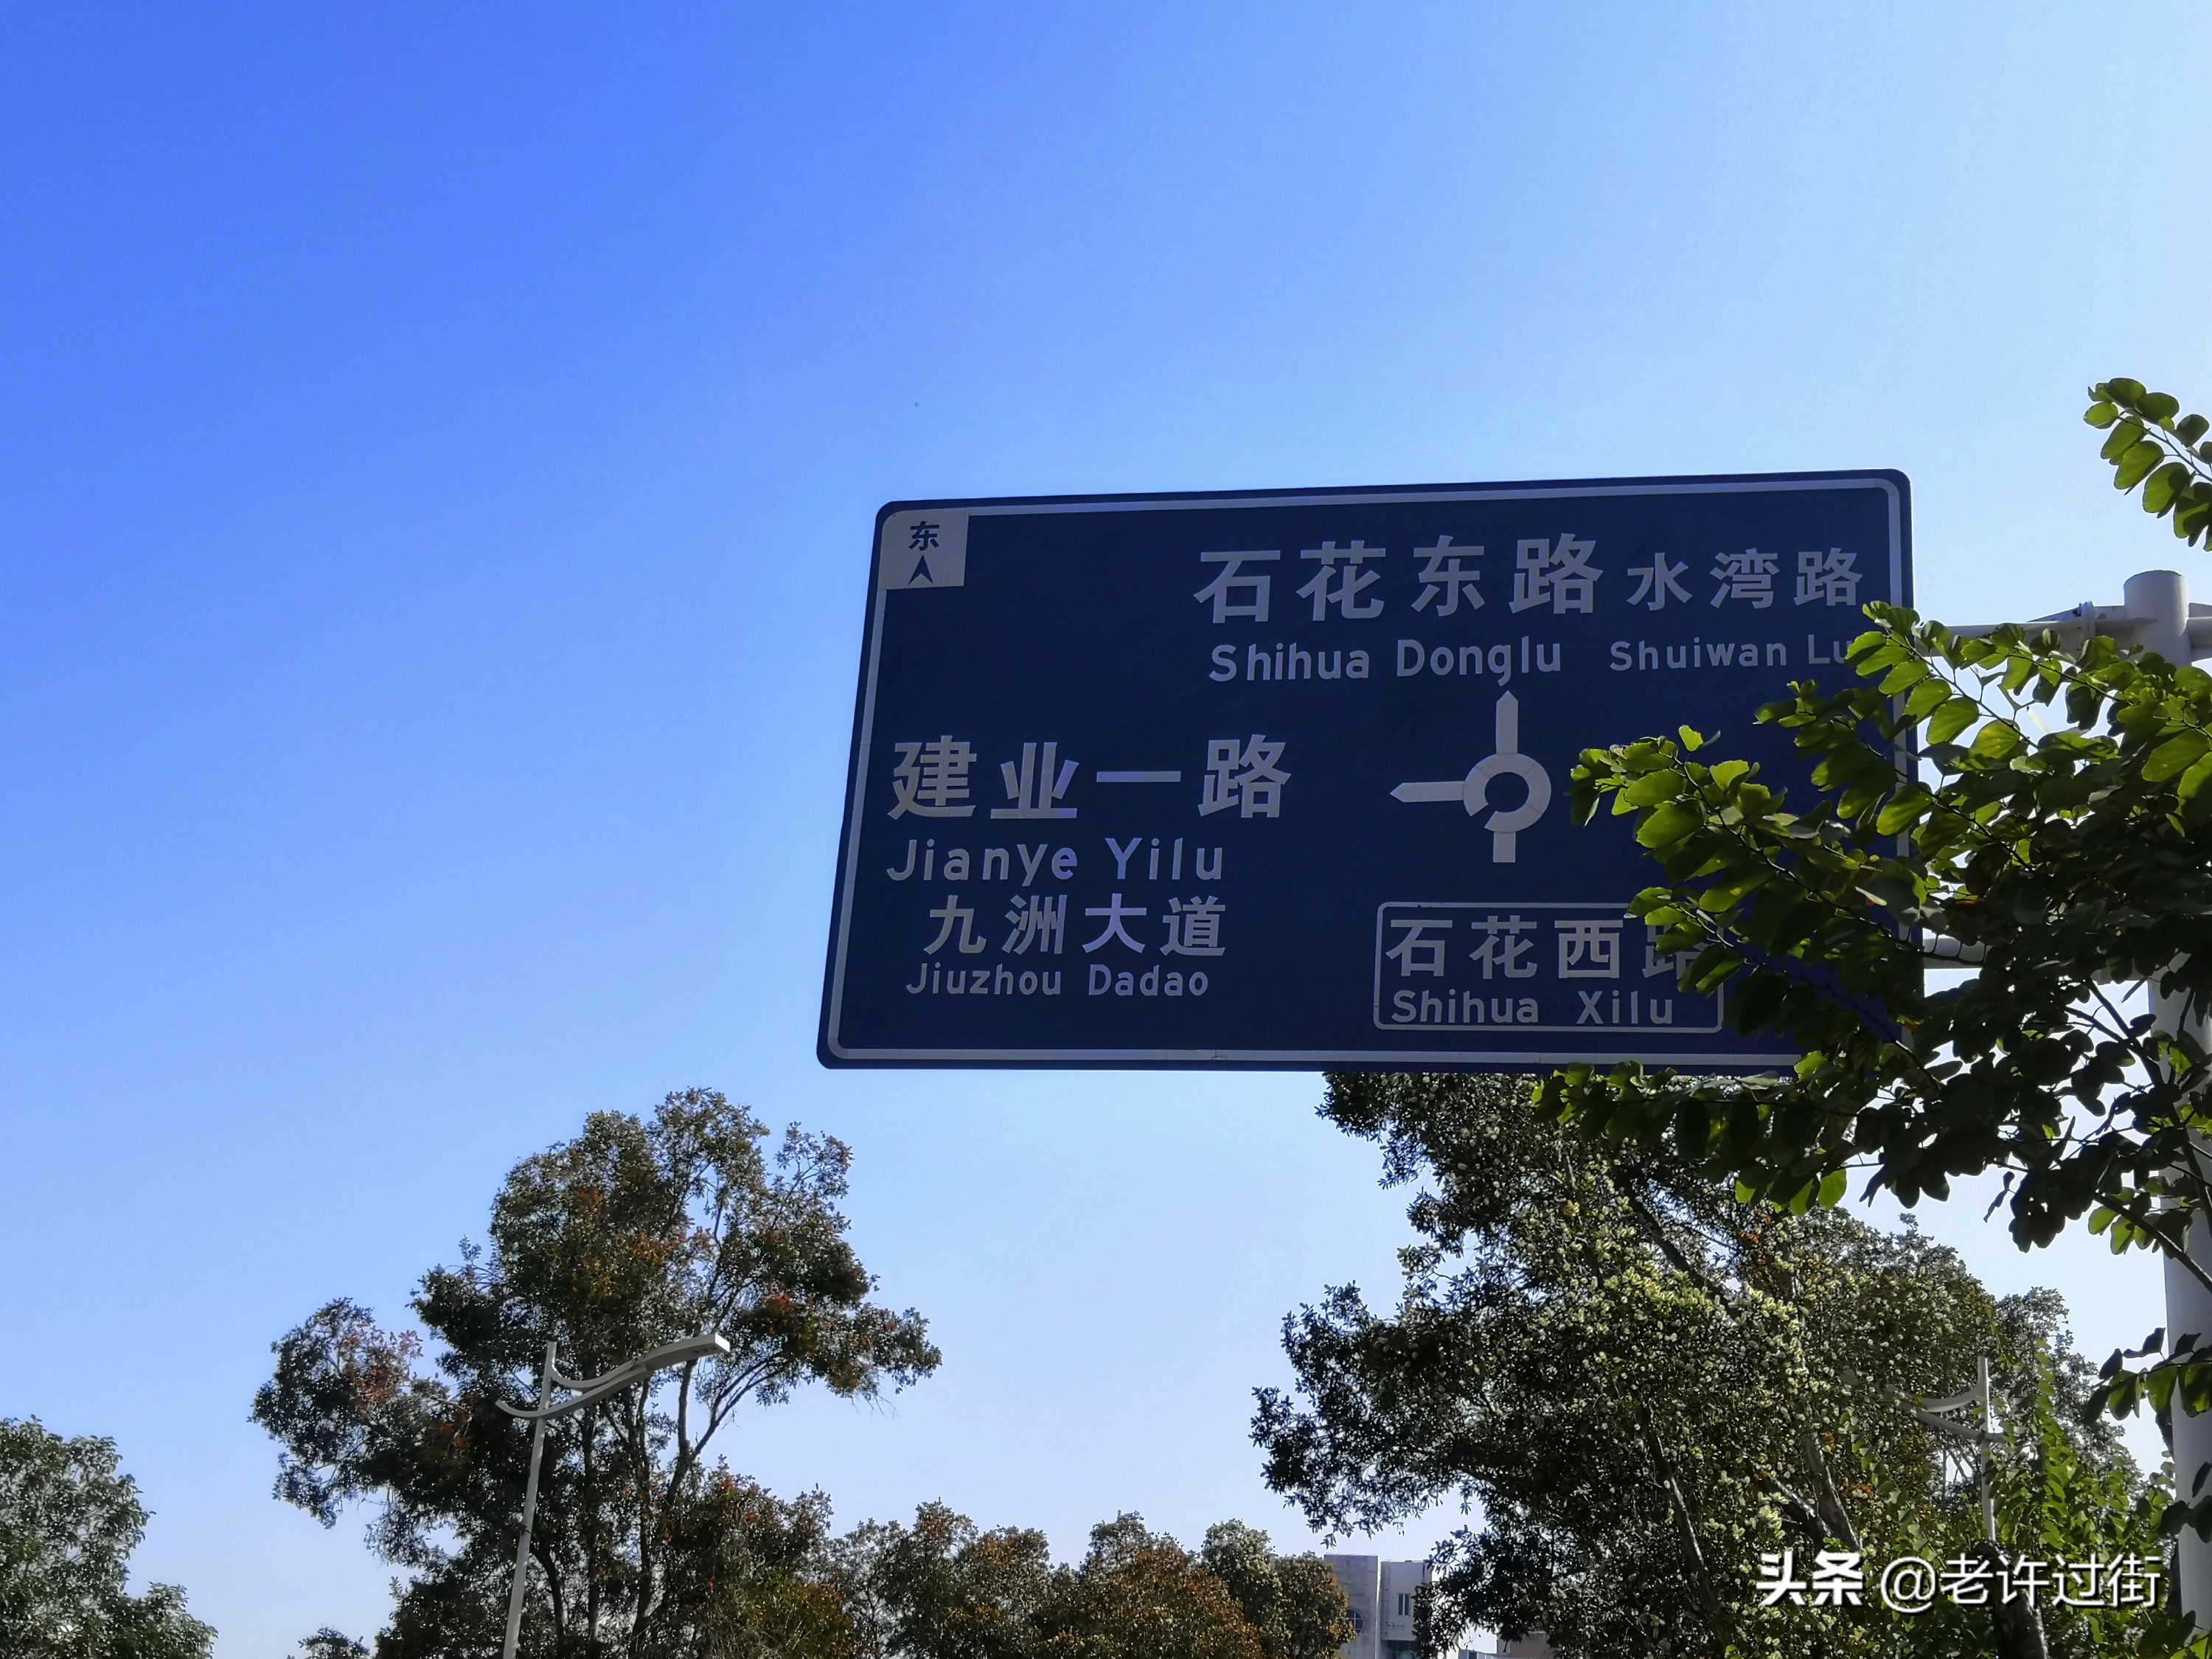 东
石花东路 水湾路
Shihua Donglu Shuiwan Lu
建业一路
Jianye Yilu
九洲大道
Jiuzhou Dadao
石花西路
Shihua Xilu
头条 @老许过街